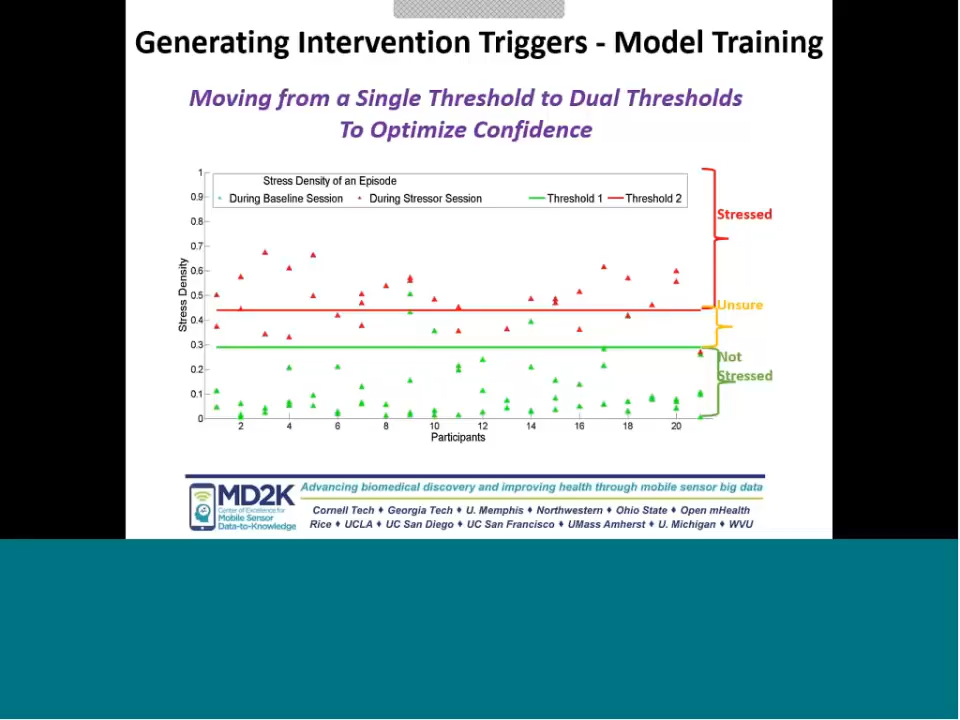 Generating Intervention Triggers - Model Training
Moving from a Single Threshold to Dual Thresholds
To Optimize Confidence
Stress Density of an Episode
During Baseline Session During Stressor Session Threshold 1 Threshold 2
Stress Density
1
0.9
0.8
0.7
0.6
0.5
0.4
0.3
0.2
0.1
0
2 4 6 8 10 12 14 16 18 20
Participants
Stressed
Unsure
Not
Stressed
MD2K
Center of Excellence for
Mobile Sensor
Data-to-Knowledge
Advancing biomedical discovery and improving health through mobile sensor big data
Cornell Tech ♦ Georgia Tech ♦ U. Memphis ♦ Northwestern ♦ Ohio State ♦ Open mHealth
Rice ♦ UCLA ♦ UC San Diego ♦ UC San Francisco ♦ UMass Amherst ♦ U. Michigan ♦ WVU